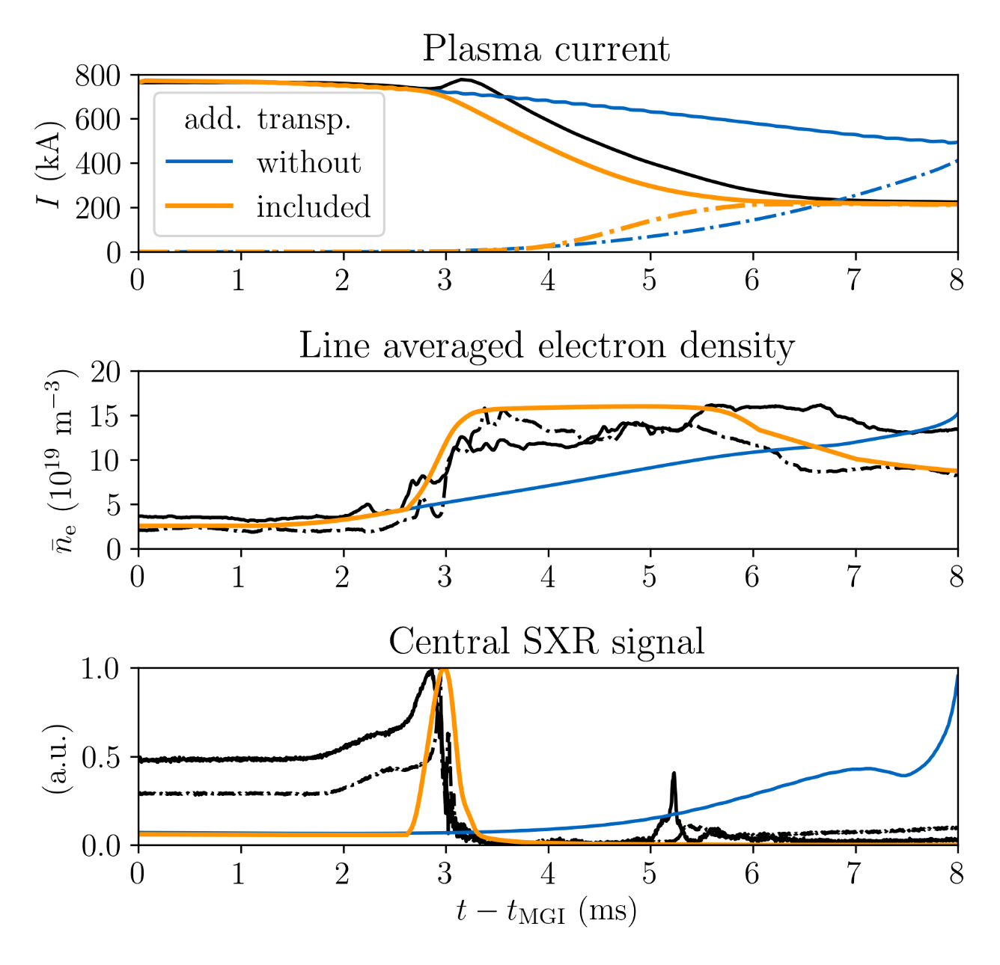 Plasma current
800
600
400
200
0
I (kA)
add. transp.
without
included
0 1 2 3 4 5 6 7 8
Line averaged electron density
20
15
10
5
0
n̄e (10¹⁹ m⁻³)
0 1 2 3 4 5 6 7 8
Central SXR signal
1.0
0.5
0.0
(a.u.)
0 1 2 3 4 5 6 7 8
t − tMGI (ms)